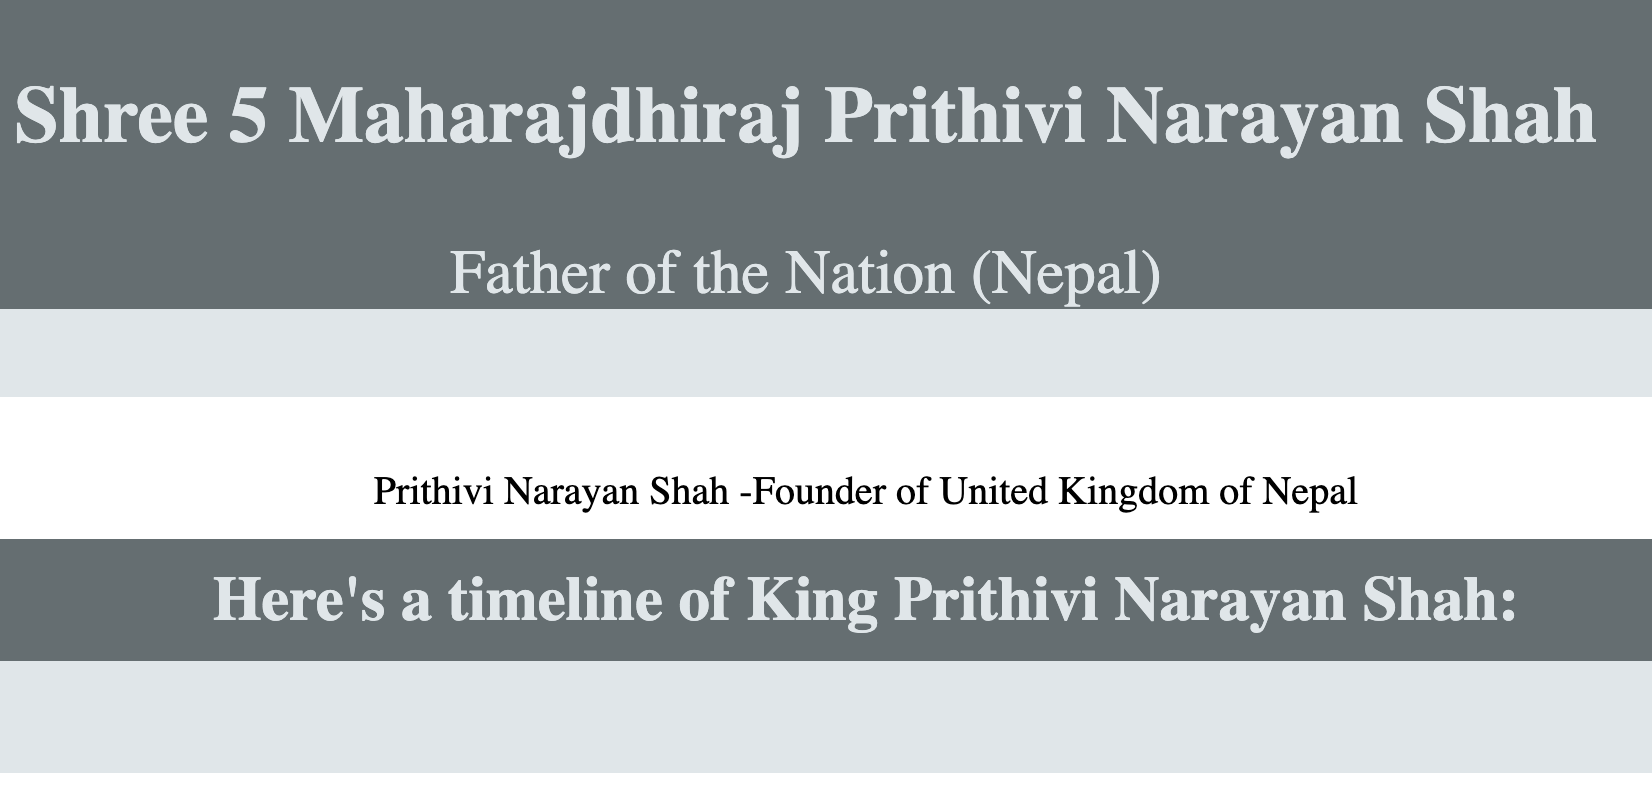 Shree 5 Maharajdhiraj Prithivi Narayan Shah
Father of the Nation (Nepal)
Prithivi Narayan Shah -Founder of United Kingdom of Nepal
Here's a timeline of King Prithivi Narayan Shah: